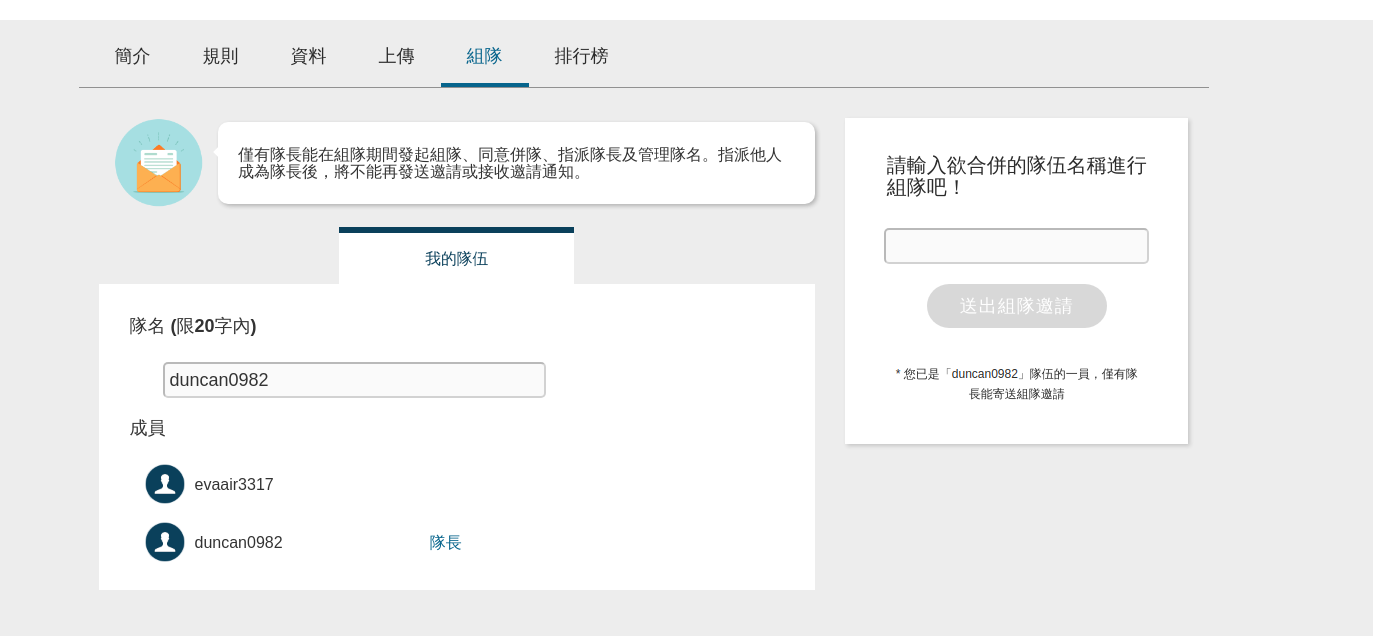 簡介 規則 資料 上傳 組隊 排行榜
僅有隊長能在組隊期間發起組隊、同意併隊、指派隊長及管理隊名。指派他人
成為隊長後，將不能再發送邀請或接收邀請通知。
我的隊伍
隊名 (限20字內)
duncan0982
成員
evaair3317
duncan0982 隊長
請輸入欲合併的隊伍名稱進行
組隊吧！
送出組隊邀請
* 您已是「duncan0982」隊伍的一員，僅有隊
長能寄送組隊邀請